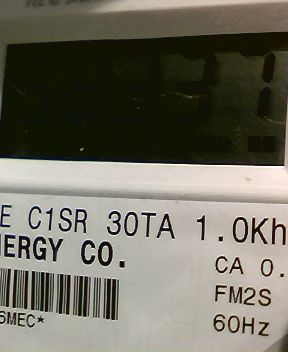 E C1SR 30TA 1.0Kh
ERGY CO.
CA 0.
FM2S
6MEC*
60Hz